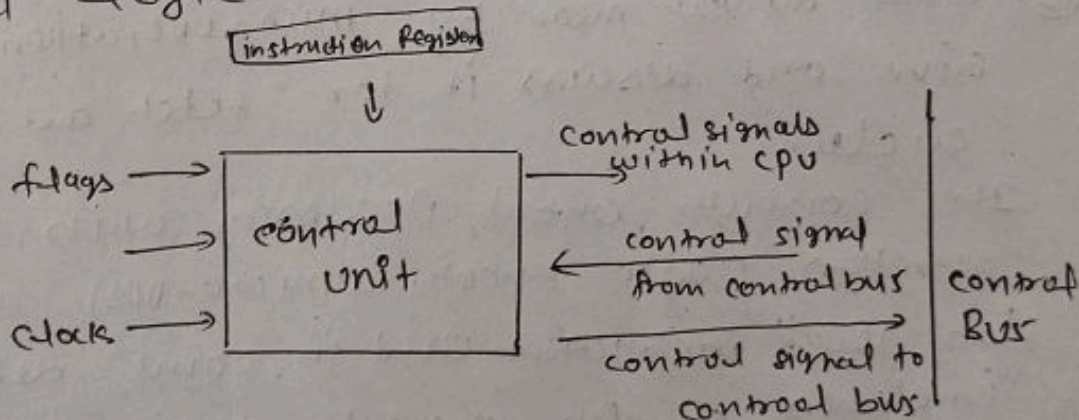 instruction Register
flags
control
unit
clock
control signals
within cpu
control signal
from control bus
control signal to
controol bus
control
Bus